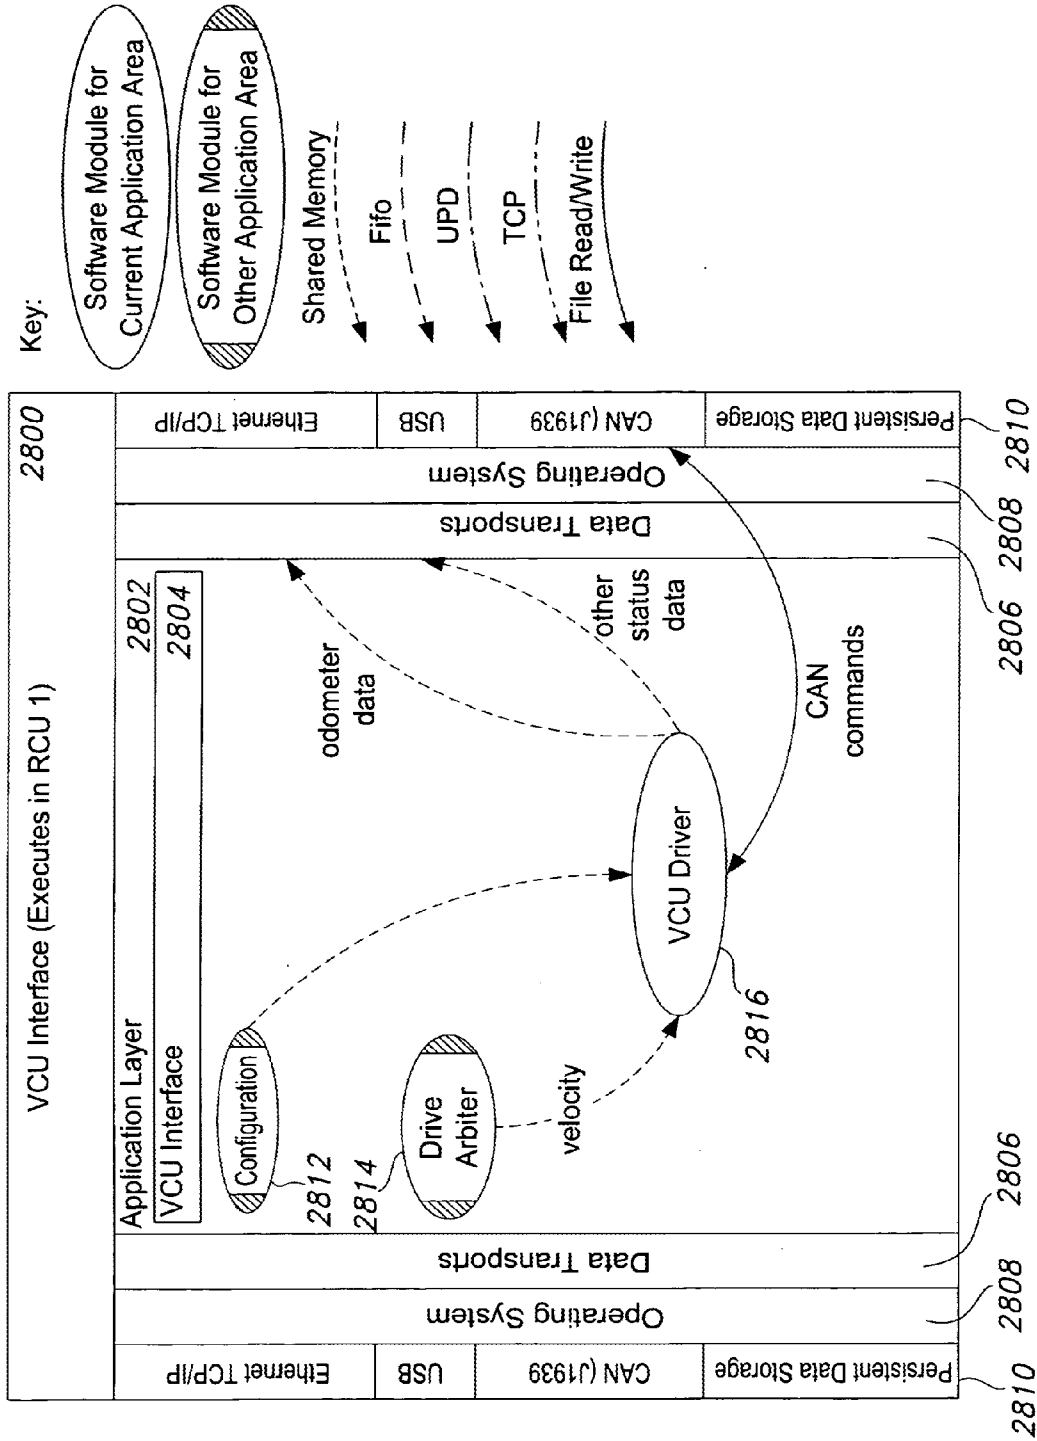 VCU Interface (Executes in RCU 1)
2800
Application Layer
2802
VCU Interface
2804
Configuration
2812
Drive
Arbiter
2814
velocity
VCU Driver
2816
odometer
data
other
status
data
CAN
commands
Data Transports
Operating System
Ethernet TCP/IP
USB
CAN (J1939
Persistent Data Storage
2810
2808
2806
Data Transports
Operating System
Ethernet TCP/IP
USB
CAN (J1939
Persistent Data Storage
2806
2808
2810
Key:
Software Module for
Current Application Area
Software Module for
Other Application Area
Shared Memory
Fifo
UPD
TCP
File Read/Write